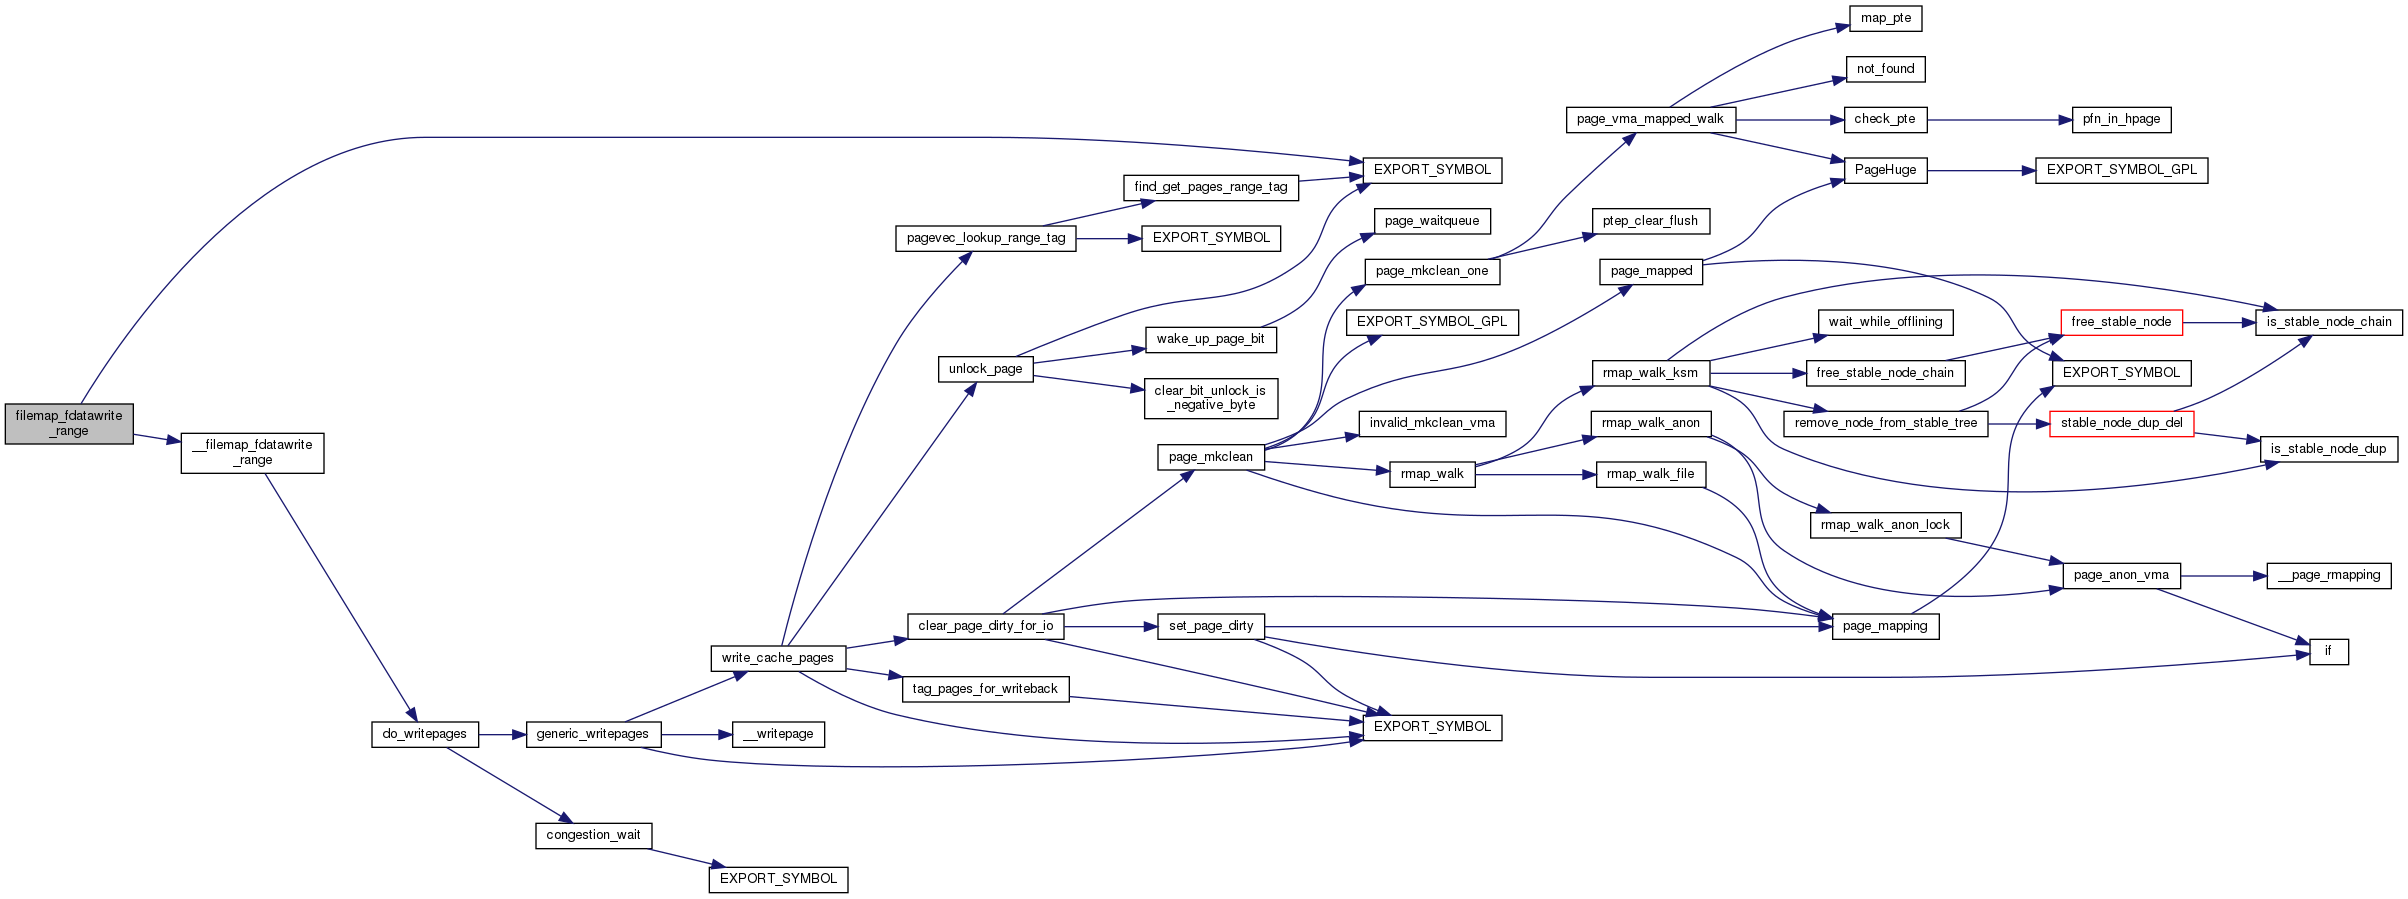 filemap_fdatawrite
_range
__filemap_fdatawrite
_range
do_writepages
generic_writepages
congestion_wait
EXPORT_SYMBOL
write_cache_pages
__writepage
pagevec_lookup_range_tag
unlock_page
clear_page_dirty_for_io
tag_pages_for_writeback
find_get_pages_range_tag
EXPORT_SYMBOL
wake_up_page_bit
clear_bit_unlock_is
_negative_byte
page_mkclean
set_page_dirty
EXPORT_SYMBOL
page_waitqueue
page_mkclean_one
EXPORT_SYMBOL_GPL
invalid_mkclean_vma
rmap_walk
EXPORT_SYMBOL
page_vma_mapped_walk
ptep_clear_flush
page_mapped
rmap_walk_ksm
rmap_walk_anon
rmap_walk_file
map_pte
not_found
check_pte
PageHuge
wait_while_offlining
free_stable_node_chain
remove_node_from_stable_tree
rmap_walk_anon_lock
page_mapping
pfn_in_hpage
EXPORT_SYMBOL_GPL
free_stable_node
EXPORT_SYMBOL
stable_node_dup_del
page_anon_vma
is_stable_node_chain
is_stable_node_dup
__page_rmapping
if